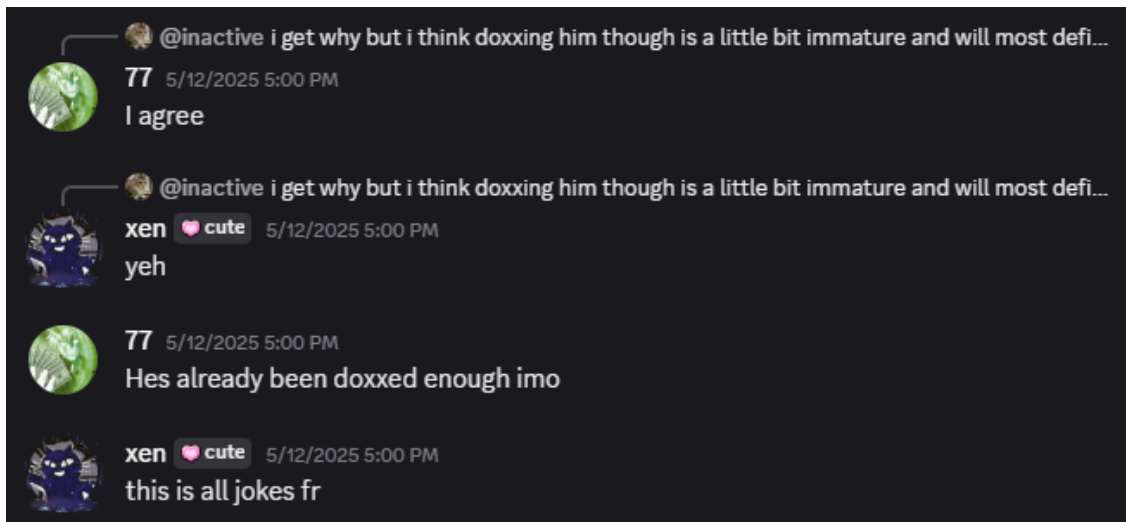 @inactive i get why but i think doxxing him though is a little bit immature and will most defi...
77 5/12/2025 5:00 PM
I agree
@inactive i get why but i think doxxing him though is a little bit immature and will most defi...
xen cute 5/12/2025 5:00 PM
yeh
77 5/12/2025 5:00 PM
Hes already been doxxed enough imo
xen cute 5/12/2025 5:00 PM
this is all jokes fr